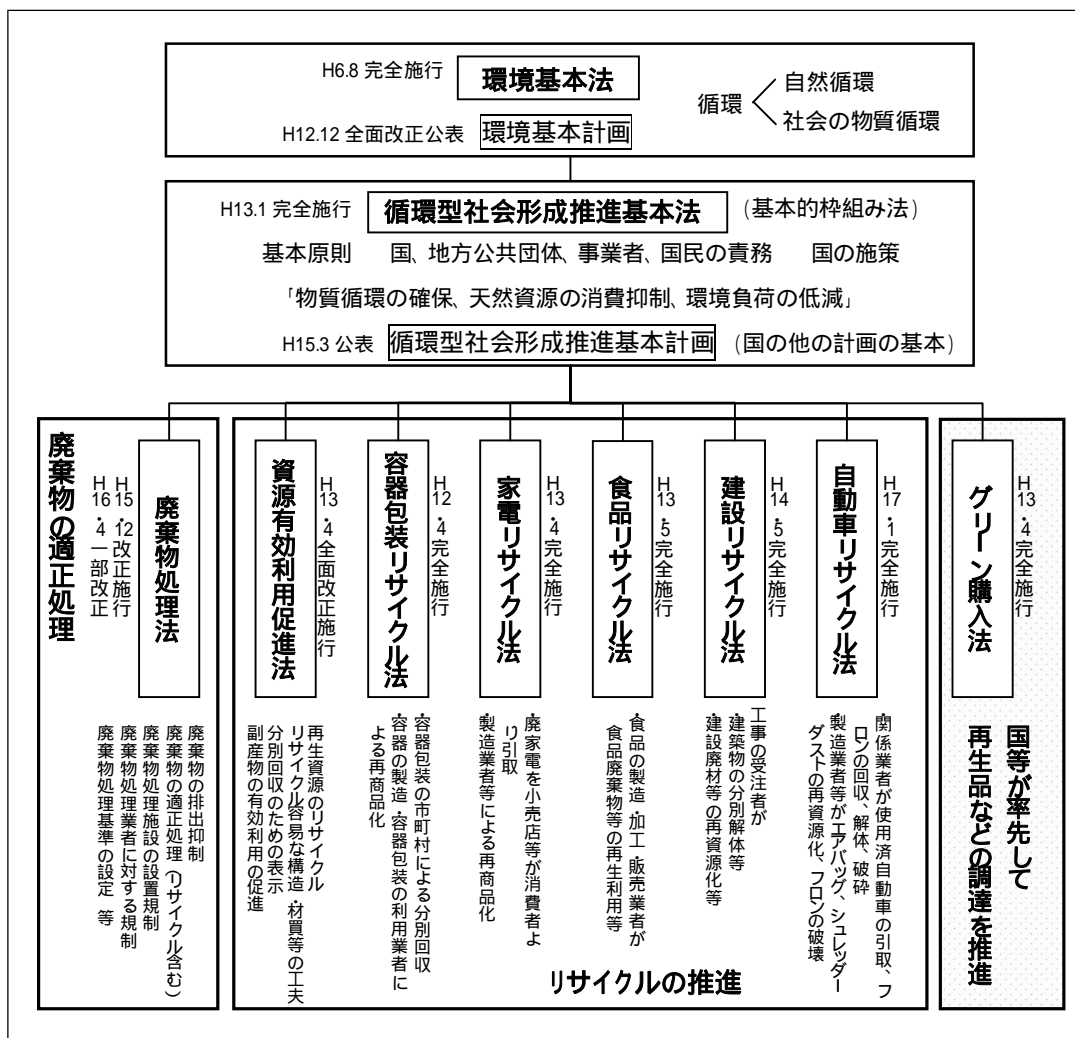 H6.8 完全施行 環境基本法
循環 自然循環
社会の物質循環
H12.12 全面改正公表 環境基本計画
H13.1 完全施行 循環型社会形成推進基本法 (基本的枠組み法)
基本原則 国、地方公共団体、事業者、国民の責務 国の施策
「物質循環の確保、天然資源の消費抑制、環境負荷の低減」
H15.3 公表 循環型社会形成推進基本計画 (国の他の計画の基本)
廃棄物の適正処理
廃棄物処理法
H15・12改正施行
H16・4一部改正
廃棄物の排出抑制
廃棄物の適正処理(リサイクル含む)
廃棄物処理施設の設置規制
廃棄物処理業者に対する規制
廃棄物処理基準の設定 等
資源有効利用促進法
H13・4全面改正施行
再生資源のリサイクル
リサイクル容易な構造・材買等の工夫
分別回収のための表示
副産物の有効利用の促進
容器包装リサイクル法
H12・4完全施行
・容器包装の市町村による分別回収
・容器の製造・容器包装の利用業者に
よる再商品化
家電リサイクル法
H13・4完全施行
・廃家電を小売店等が消費者よ
り引取
・製造業者等による再商品化
食品リサイクル法
H13・5完全施行
・食品の製造・加工・販売業者が
食品廃棄物等の再生利用等
建設リサイクル法
H14・5完全施行
工事の受注者が
・建築物の分別解体等
・建設廃材等の再資源化等
自動車リサイクル法
H17・1完全施行
・関係業者が使用済自動車の引取、フ
ロンの回収、解体、破砕
・製造業者等がエアバッグ、シュレッダー
ダストの再資源化、フロンの破壊
リサイクルの推進
グリーン購入法
H13・4完全施行
国等が率先して
再生品などの調達を推進